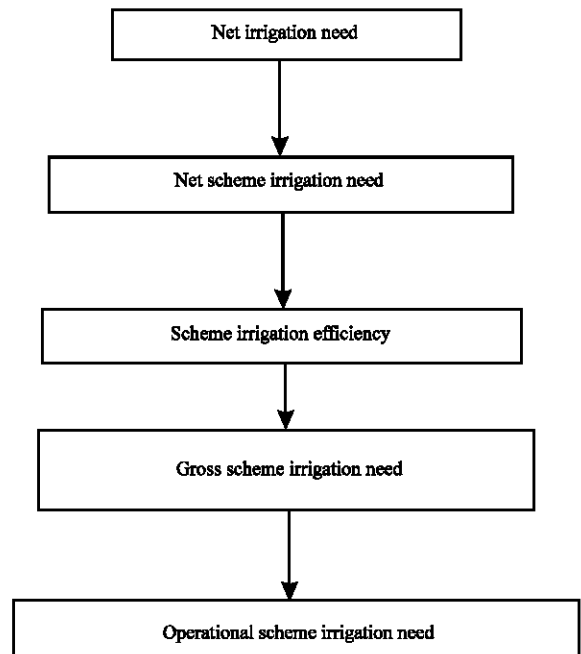 Net irrigation need
Net scheme irrigation need
Scheme irrigation efficiency
Gross scheme irrigation need
Operational scheme irrigation need